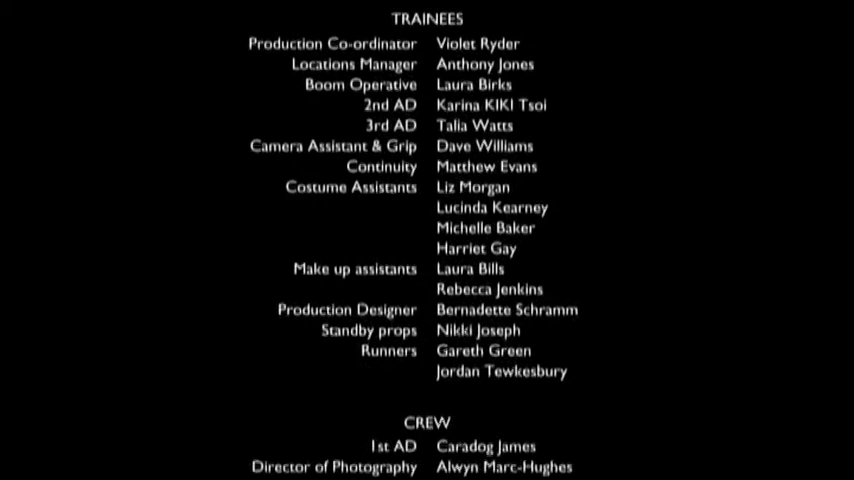 TRAINEES
Production Co-ordinator Violet Ryder
Locations Manager Anthony Jones
Boom Operative Laura Birks
2nd AD Karina KIKI Tsoi
3rd AD Talia Watts
Camera Assistant & Grip Dave Williams
Continuity Matthew Evans
Costume Assistants Liz Morgan
Lucinda Kearney
Michelle Baker
Harriet Gay
Make up assistants Laura Bills
Rebecca Jenkins
Production Designer Bernadette Schramm
Standby props Nikki Joseph
Runners Gareth Green
Jordan Tewkesbury
CREW
1st AD Caradog James
Director of Photography Alwyn Marc-Hughes